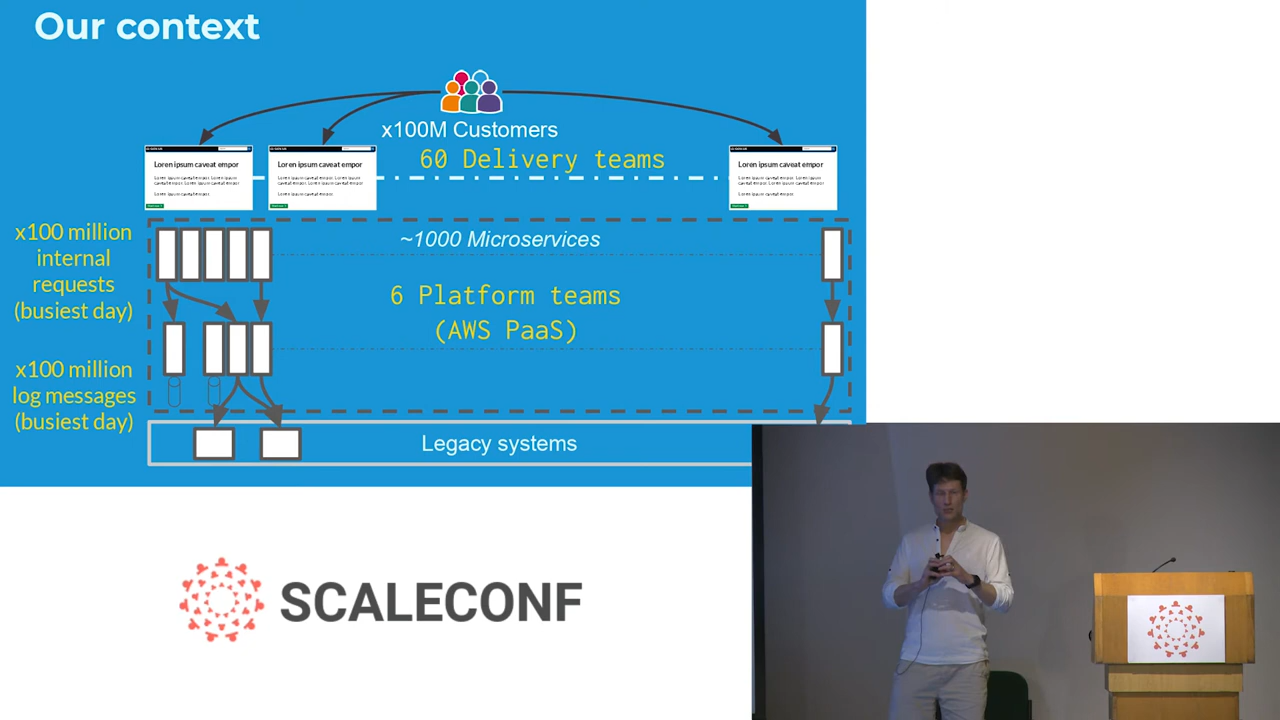 Our context
x100M Customers
60 Delivery teams
Loren ipsum caveat empor
Loren ipsum caveat empor
Loren ipsum caveat empor
x100 million
internal
requests
(busiest day)
~1000 Microservices
6 Platform teams
(AWS PaaS)
x100 million
log messages
(busiest day)
Legacy systems
SCALECONF